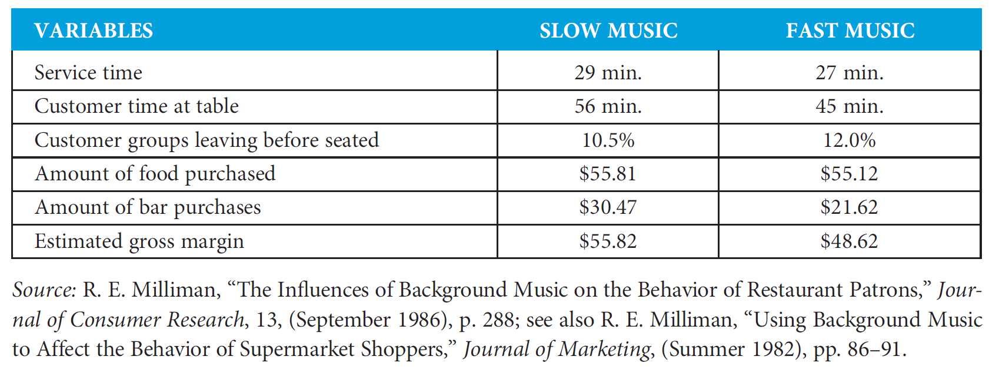 VARIABLES SLOW MUSIC FAST MUSIC
Service time 29 min. 27 min.
Customer time at table 56 min. 45 min.
Customer groups leaving before seated 10.5% 12.0%
Amount of food purchased $55.81 $55.12
Amount of bar purchases $30.47 $21.62
Estimated gross margin $55.82 $48.62
Source: R. E. Milliman, “The Influences of Background Music on the Behavior of Restaurant Patrons,” Jour-
nal of Consumer Research, 13, (September 1986), p. 288; see also R. E. Milliman, “Using Background Music
to Affect the Behavior of Supermarket Shoppers,” Journal of Marketing, (Summer 1982), pp. 86–91.